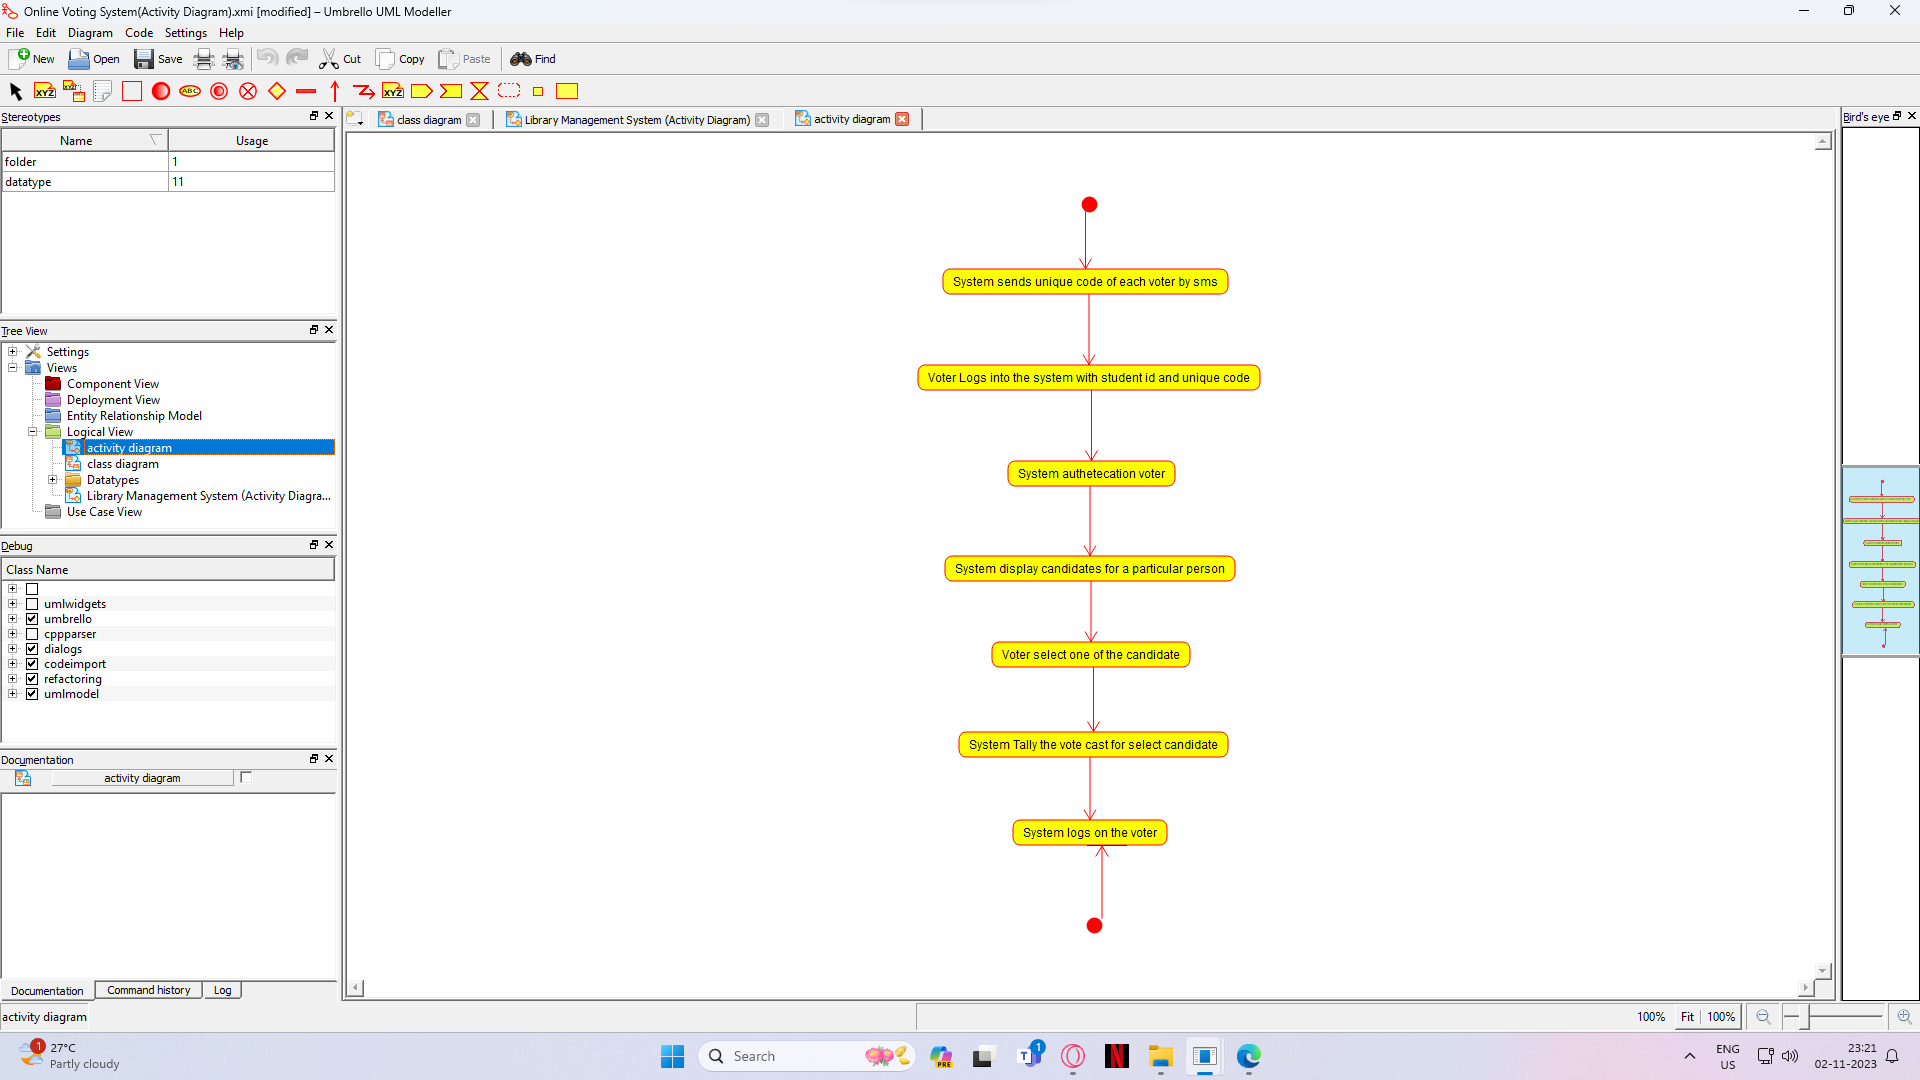 Online Voting System(Activity Diagram).xmi [modified] – Umbrello UML Modeller
File Edit Diagram Code Settings Help
New Open Save Cut Copy Paste Find
XYZ XYZ ABC XYZ
Stereotypes
Name Usage
folder 1
datatype 11
Tree View
Settings
Views
Component View
Deployment View
Entity Relationship Model
Logical View
activity diagram
class diagram
Datatypes
Library Management System (Activity Diagra...
Use Case View
Debug
Class Name
umlwidgets
umbrello
cppparser
dialogs
codeimport
refactoring
umlmodel
Documentation
activity diagram
Documentation Command history Log
class diagram Library Management System (Activity Diagram) activity diagram
System sends unique code of each voter by sms
Voter Logs into the system with student id and unique code
System authetecation voter
System display candidates for a particular person
Voter select one of the candidate
System Tally the vote cast for select candidate
System logs on the voter
Bird's eye
activity diagram
100% Fit 100%
1
27°C
Partly cloudy
Search
PRE
T
1
N
ENG
US
23:21
02-11-2023